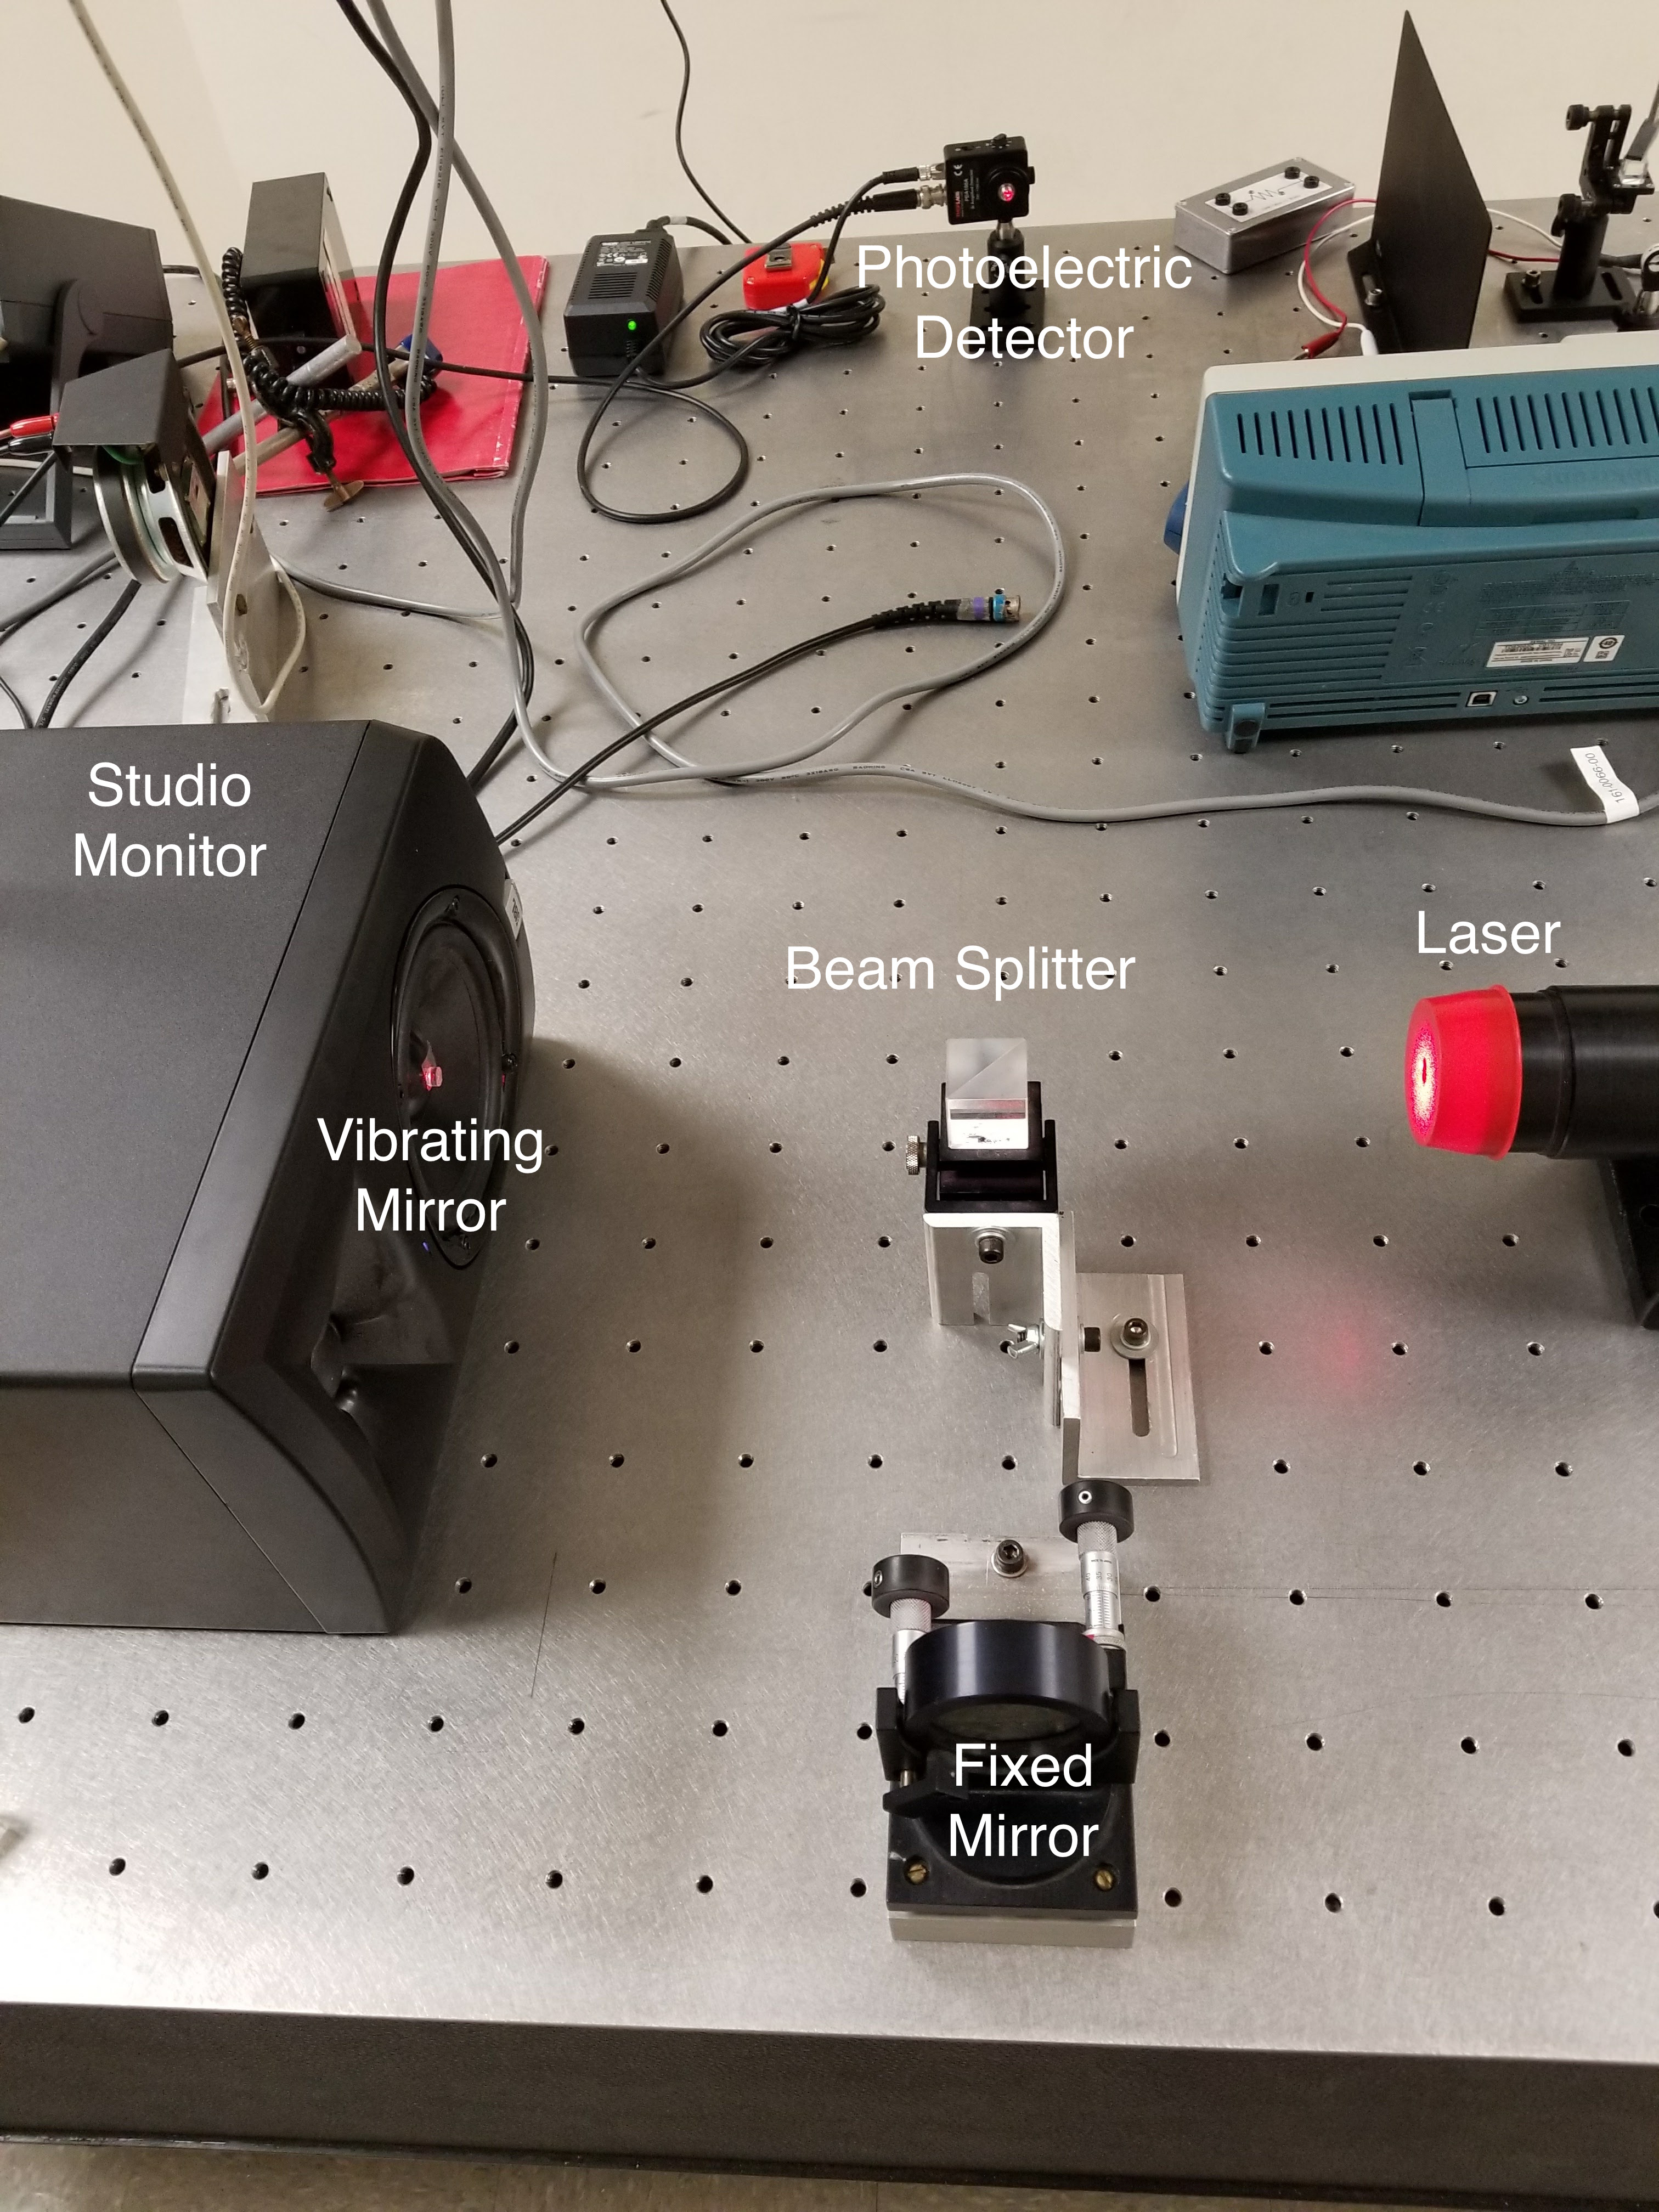 Photoelectric
Detector
Studio
Monitor
Laser
Beam Splitter
Vibrating
Mirror
Fixed
Mirror